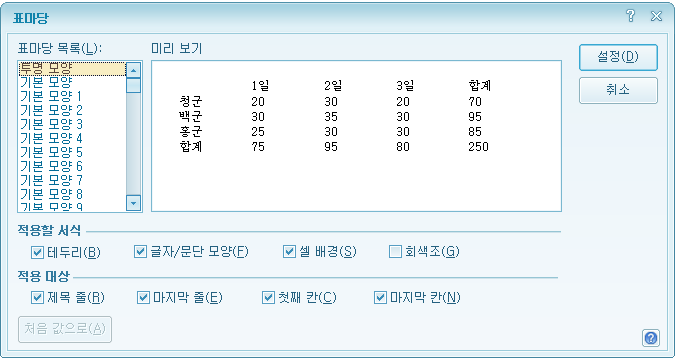 표마당
표마당 목록(L):
투명 모양
기본 모양
기본 모양 1
기본 모양 2
기본 모양 3
기본 모양 4
기본 모양 5
기본 모양 6
기본 모양 7
기본 모양 8
기본 모양 9
미리 보기
1일 2일 3일 합계
청군 20 30 20 70
백군 30 35 30 95
홍군 25 30 30 85
합계 75 95 80 250
설정(D)
취소
적용할 서식
테두리(B) 글자/문단 모양(F) 셀 배경(S) 회색조(G)
적용 대상
제목 줄(R) 마지막 줄(E) 첫째 칸(C) 마지막 칸(N)
처음 값으로(A)